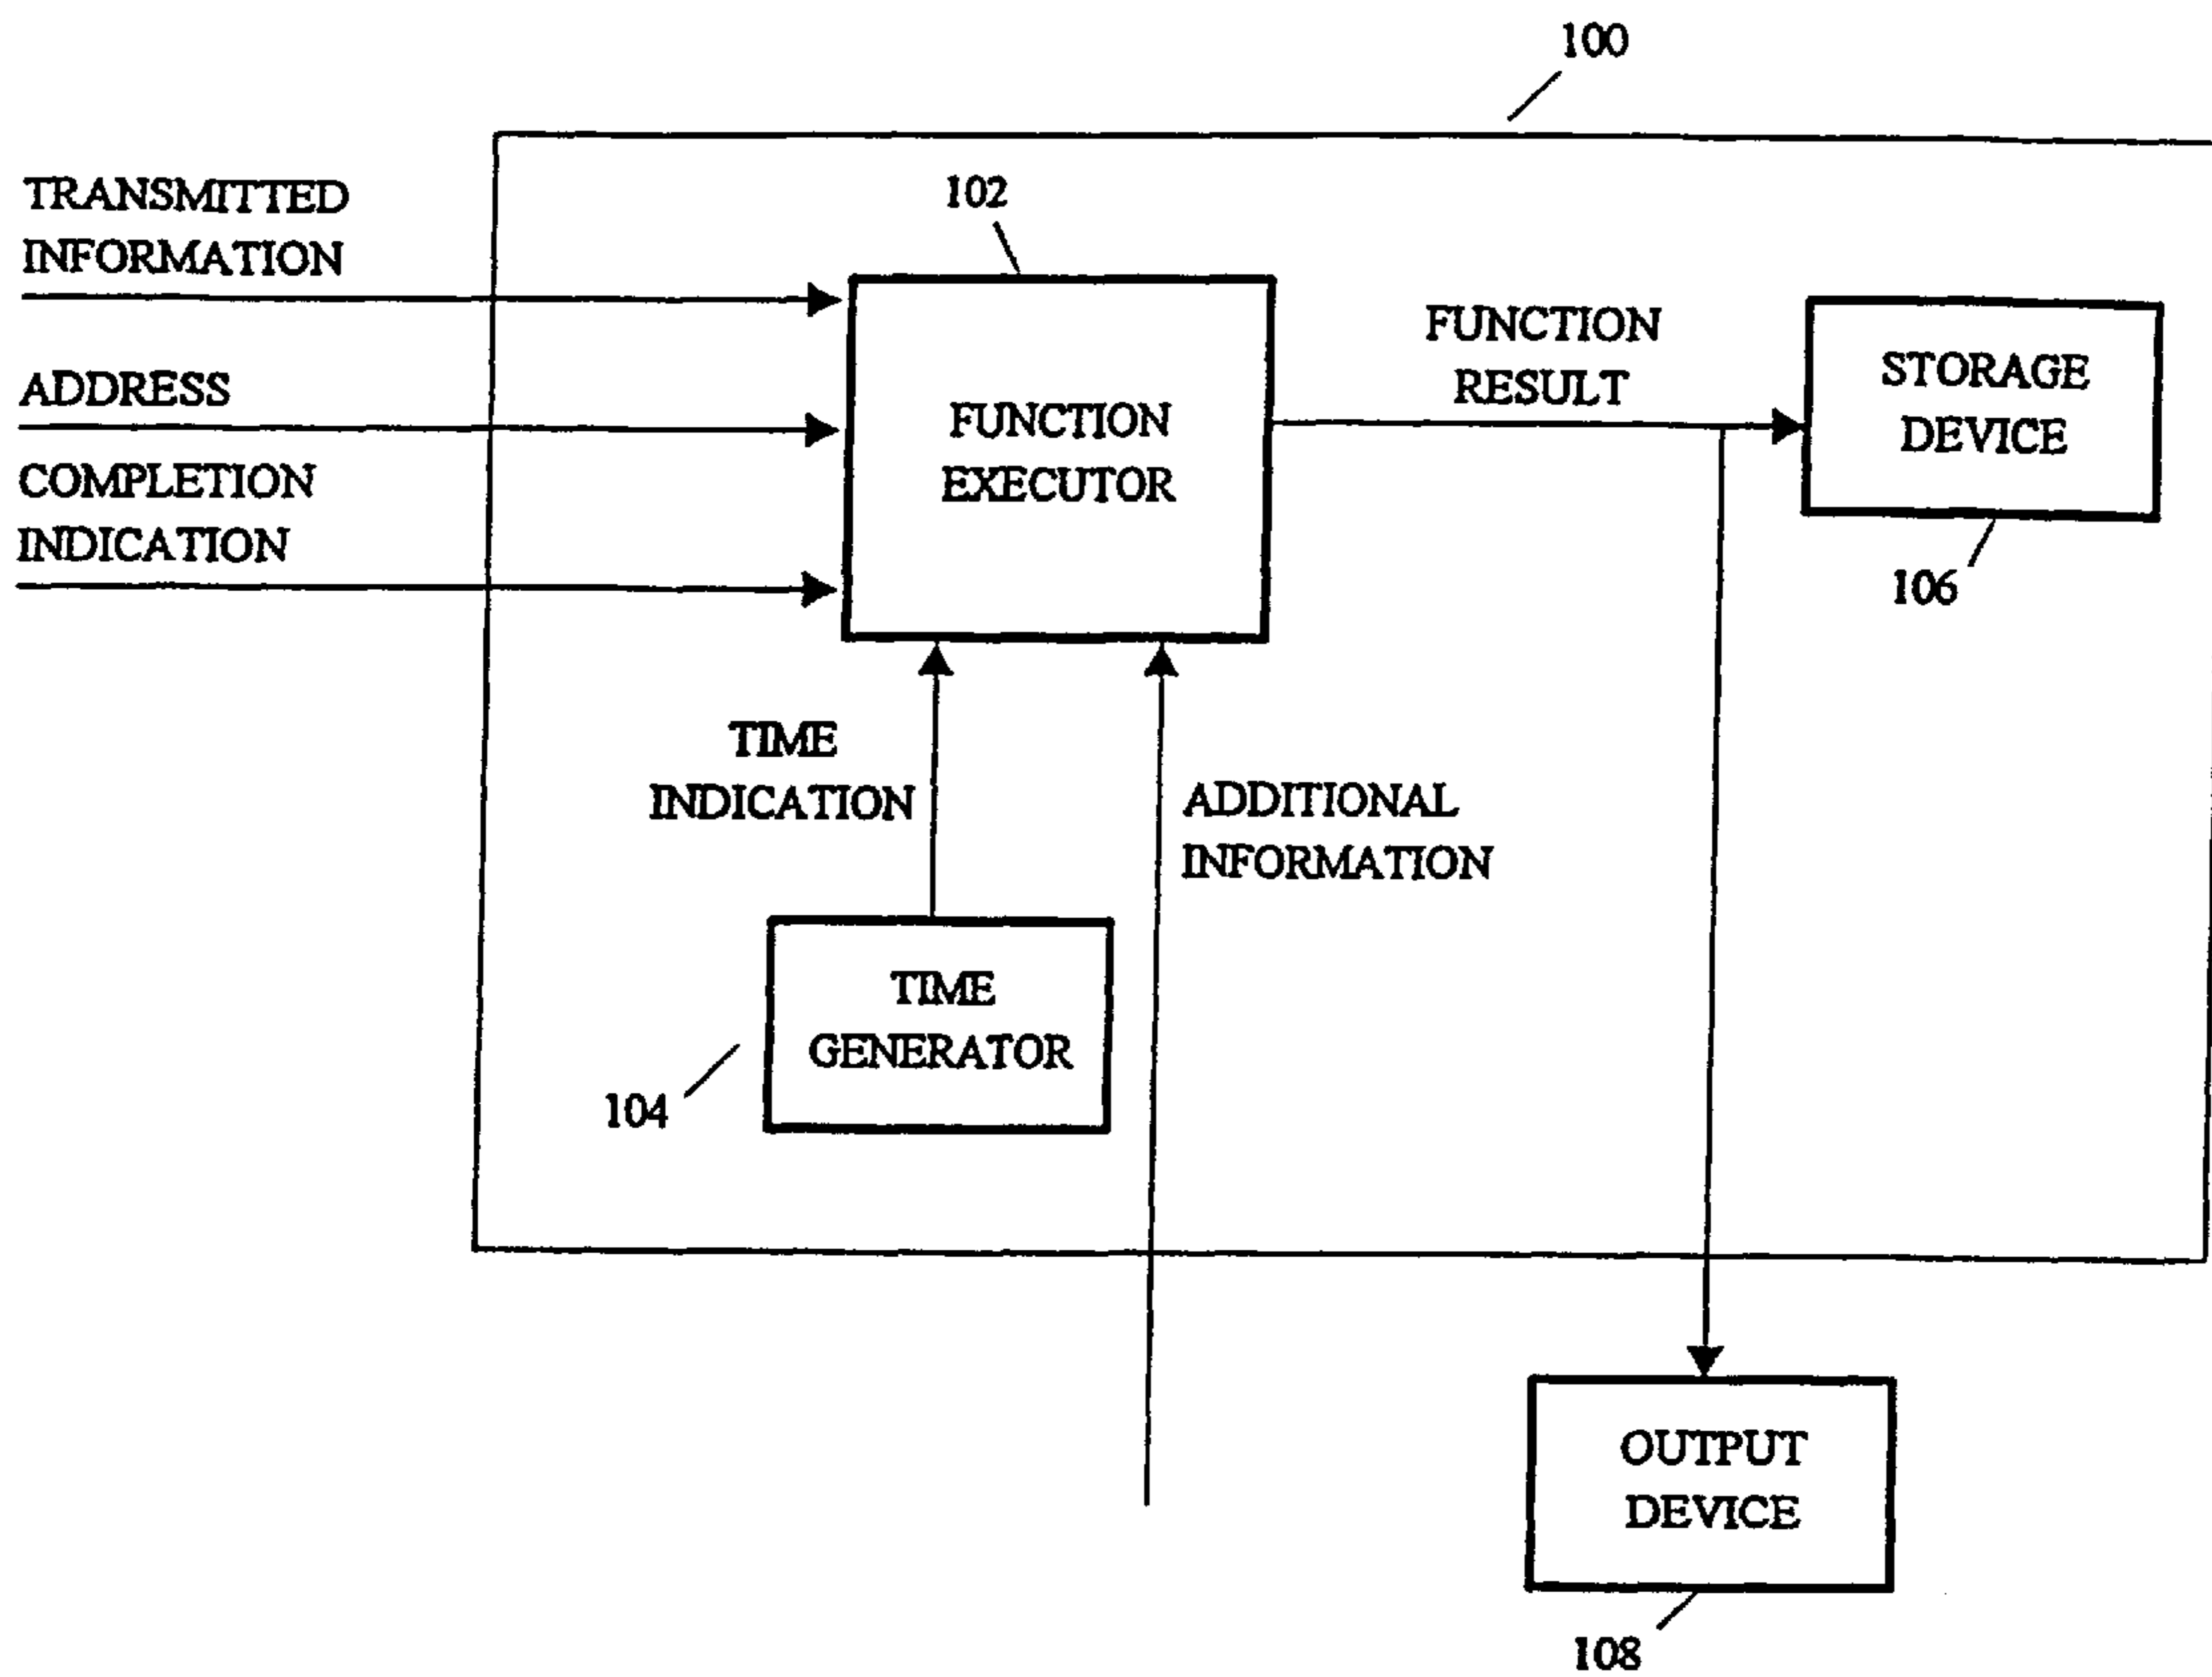 100
TRANSMITTED
INFORMATION
102
ADDRESS
COMPLETION
INDICATION
FUNCTION
EXECUTOR
FUNCTION
RESULT
STORAGE
DEVICE
106
TIME
INDICATION
ADDITIONAL
INFORMATION
TIME
GENERATOR
104
OUTPUT
DEVICE
108